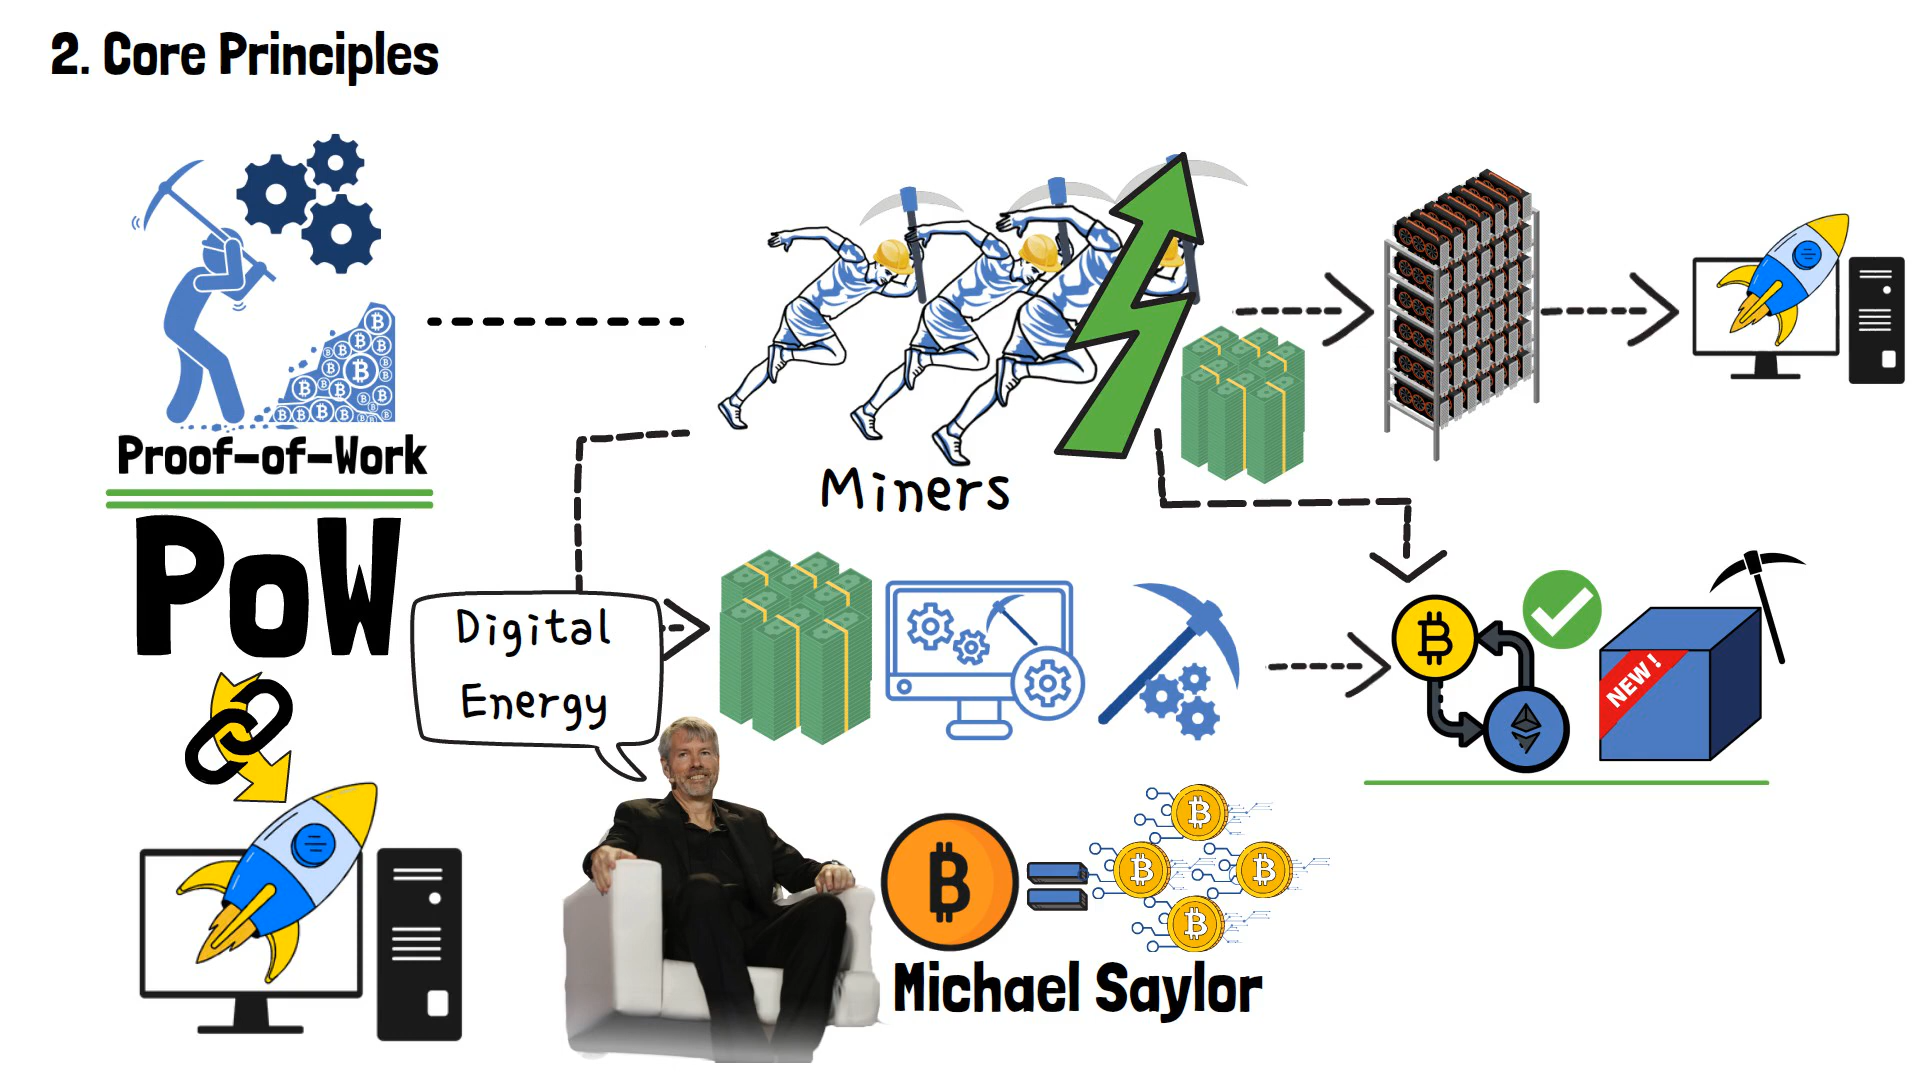 2. Core Principles
Proof-of-Work
PoW
Miners
Digital
Energy
NEW!
Michael Saylor